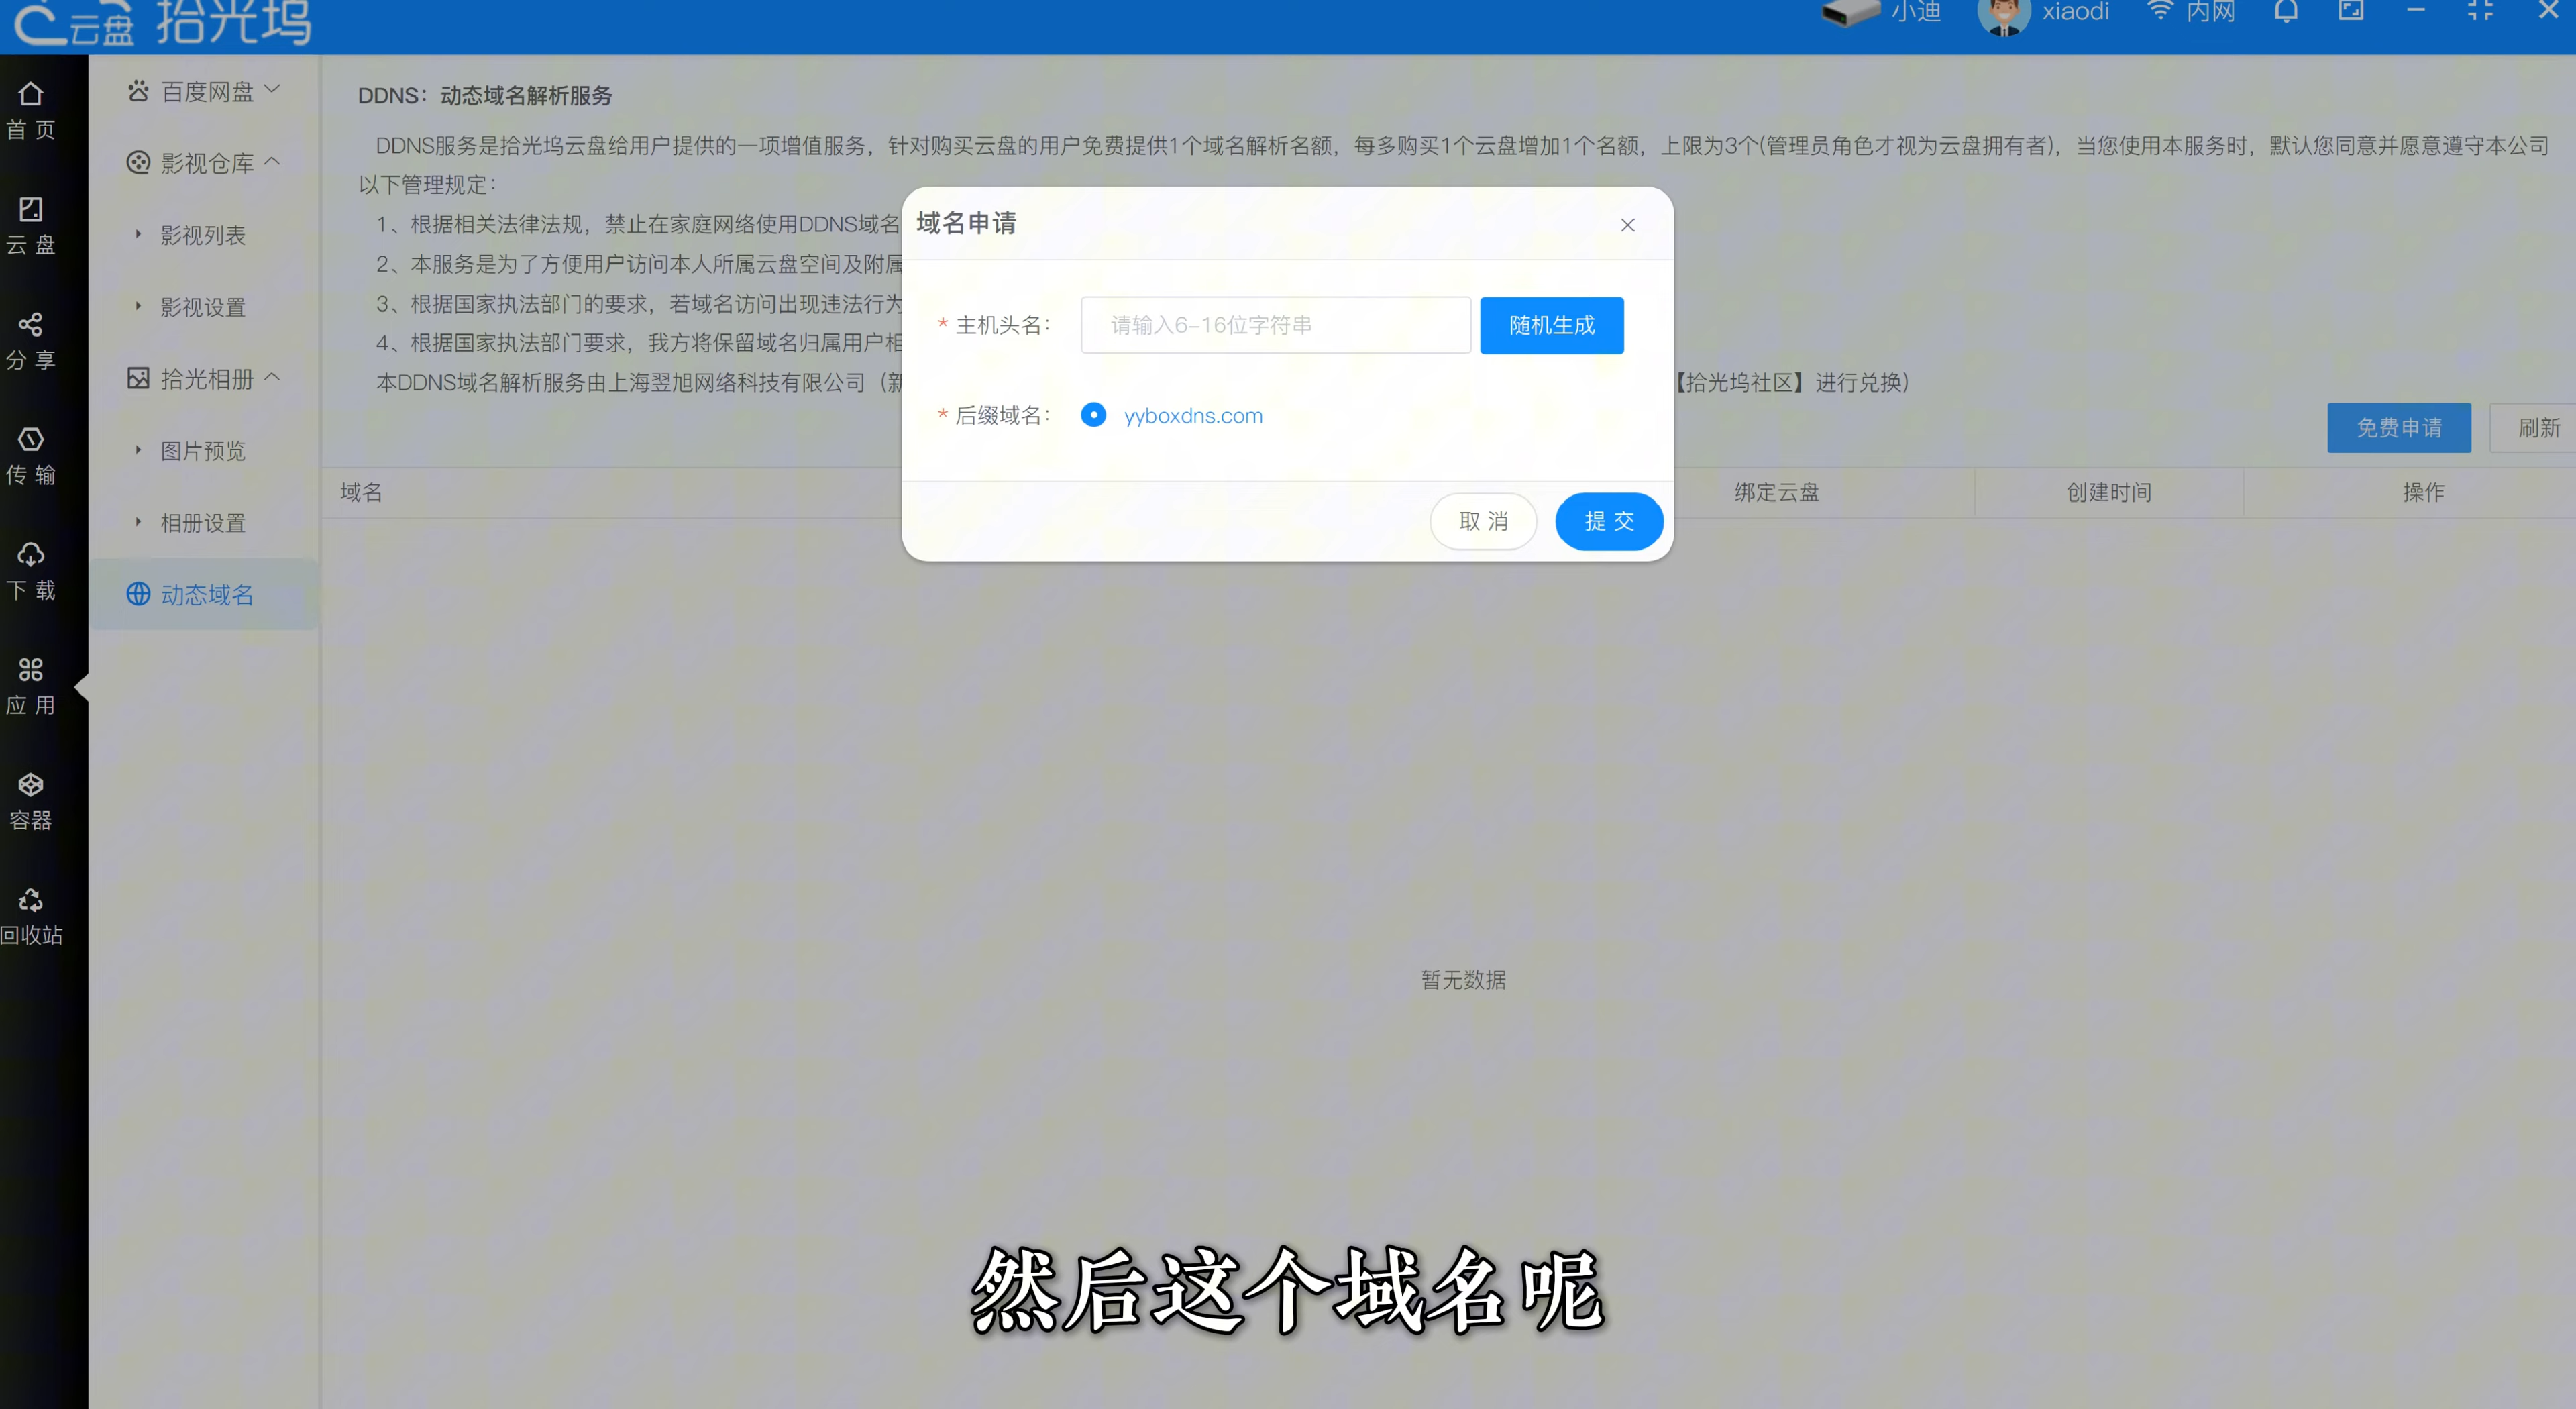 云盘 拾光坞
小迪 xiaodi 内网
首页
云盘
分享
传输
下载
应用
容器
回收站
百度网盘
影视仓库
影视列表
影视设置
拾光相册
图片预览
相册设置
动态域名
DDNS：动态域名解析服务
DDNS服务是拾光坞云盘给用户提供的一项增值服务，针对购买云盘的用户免费提供1个域名解析名额，每多购买1个云盘增加1个名额，上限为3个(管理员角色才视为云盘拥有者)，当您使用本服务时，默认您同意并愿意遵守本公司
以下管理规定：
1、根据相关法律法规，禁止在家庭网络使用DDNS域名
2、本服务是为了方便用户访问本人所属云盘空间及附属
3、根据国家执法部门的要求，若域名访问出现违法行为
4、根据国家执法部门要求，我方将保留域名归属用户相
本DDNS域名解析服务由上海翌旭网络科技有限公司（新
【拾光坞社区】进行兑换）
免费申请 刷新
域名 绑定云盘 创建时间 操作
暂无数据
域名申请
* 主机头名： 请输入6-16位字符串 随机生成
* 后缀域名： yyboxdns.com
取消 提交
然后这个域名呢